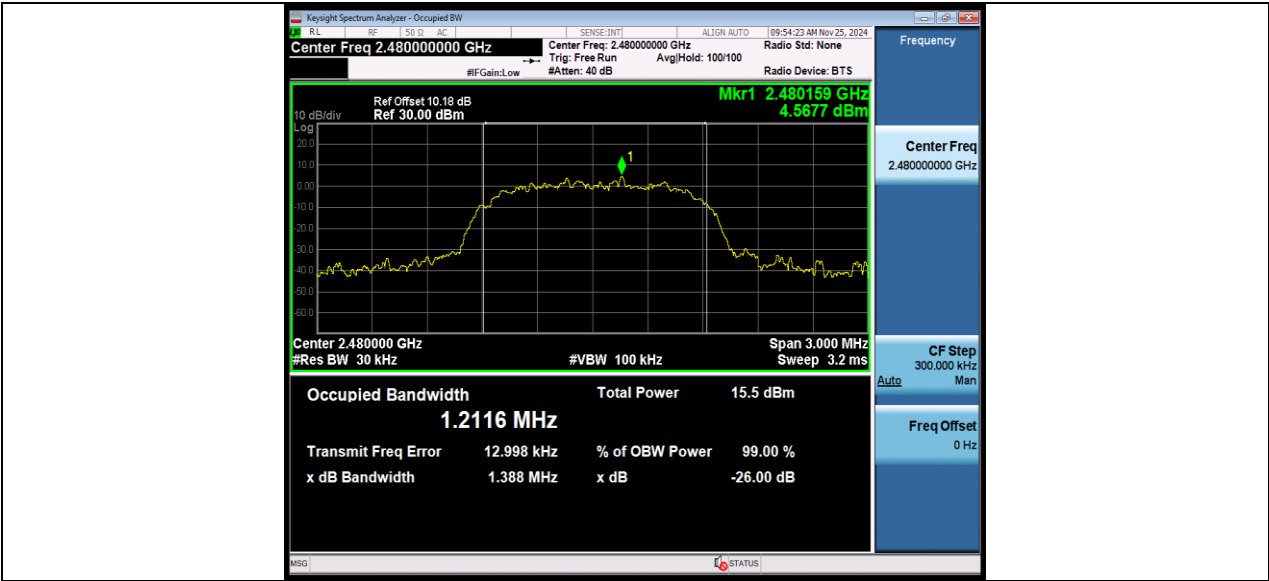 Keysight Spectrum Analyzer - Occupied BW
RL RF 50 Ω AC SENSE:INT ALIGN AUTO 09:54:23 AM Nov 25, 2024
Center Freq 2.480000000 GHz
Center Freq: 2.480000000 GHz Radio Std: None
Trig: Free Run Avg|Hold: 100/100
#IFGain:Low #Atten: 40 dB Radio Device: BTS
Frequency
Mkr1 2.480159 GHz
4.5677 dBm
Ref Offset 10.18 dB
10 dB/div Ref 30.00 dBm
Log
20.0
10.0
0.00
-10.0
-20.0
-30.0
-40.0
-50.0
-60.0
1
Center 2.480000 GHz Span 3.000 MHz
#Res BW 30 kHz #VBW 100 kHz Sweep 3.2 ms
Center Freq
2.480000000 GHz
CF Step
300.000 kHz
Auto Man
Freq Offset
0 Hz
Occupied Bandwidth Total Power 15.5 dBm
1.2116 MHz
Transmit Freq Error 12.998 kHz % of OBW Power 99.00 %
x dB Bandwidth 1.388 MHz x dB -26.00 dB
MSG STATUS